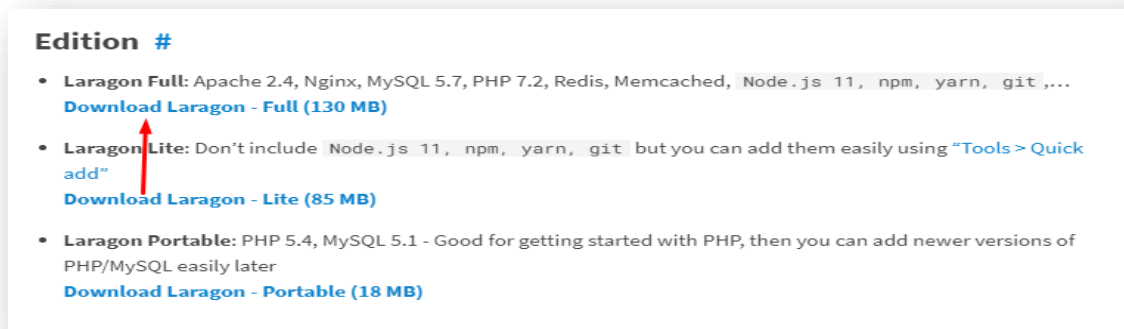 Edition #
• Laragon Full: Apache 2.4, Nginx, MySQL 5.7, PHP 7.2, Redis, Memcached, Node.js 11, npm, yarn, git ,...
Download Laragon - Full (130 MB)
• Laragon Lite: Don’t include Node.js 11, npm, yarn, git but you can add them easily using “Tools > Quick
add”
Download Laragon - Lite (85 MB)
• Laragon Portable: PHP 5.4, MySQL 5.1 - Good for getting started with PHP, then you can add newer versions of
PHP/MySQL easily later
Download Laragon - Portable (18 MB)